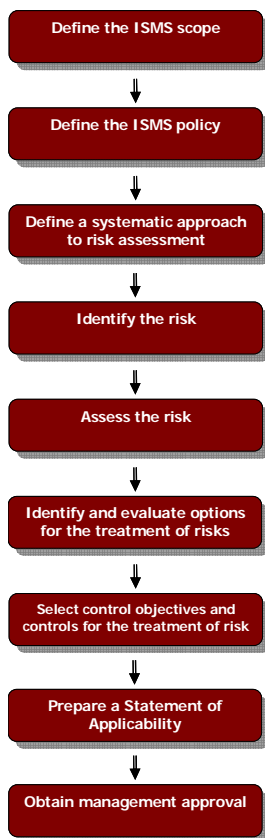 Define the ISMS scope
Define the ISMS policy
Define a systematic approach
to risk assessment
Identify the risk
Assess the risk
Identify and evaluate options
for the treatment of risks
Select control objectives and
controls for the treatment of risk
Prepare a Statement of
Applicability
Obtain management approval